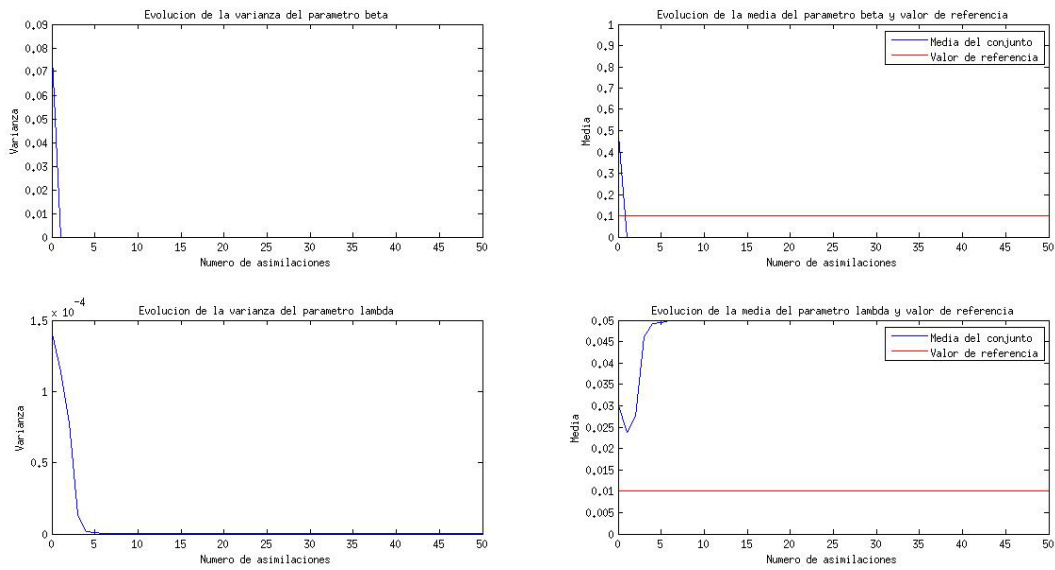 Evolucion de la varianza del parametro beta
0.09
0.08
0.07
0.06
0.05
0.04
0.03
0.02
0.01
0
Varianza
0 5 10 15 20 25 30 35 40 45 50
Numero de asimilaciones
Evolucion de la media del parametro beta y valor de referencia
1
0.9
0.8
0.7
0.6
0.5
0.4
0.3
0.2
0.1
0
Media
Media del conjunto
Valor de referencia
0 5 10 15 20 25 30 35 40 45 50
Numero de asimilaciones
Evolucion de la varianza del parametro lambda
x 10^-4
1.5
1
0.5
0
Varianza
0 5 10 15 20 25 30 35 40 45 50
Numero de asimilaciones
Evolucion de la media del parametro lambda y valor de referencia
0.05
0.045
0.04
0.035
0.03
0.025
0.02
0.015
0.01
0.005
0
Media
Media del conjunto
Valor de referencia
0 5 10 15 20 25 30 35 40 45 50
Numero de asimilaciones